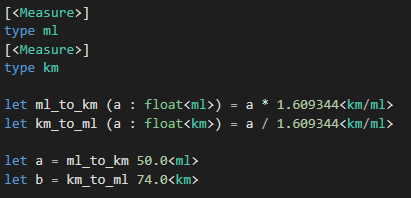 [<Measure>]
type ml
[<Measure>]
type km
let ml_to_km (a : float<ml>) = a * 1.609344<km/ml>
let km_to_ml (a : float<km>) = a / 1.609344<km/ml>
let a = ml_to_km 50.0<ml>
let b = km_to_ml 74.0<km>